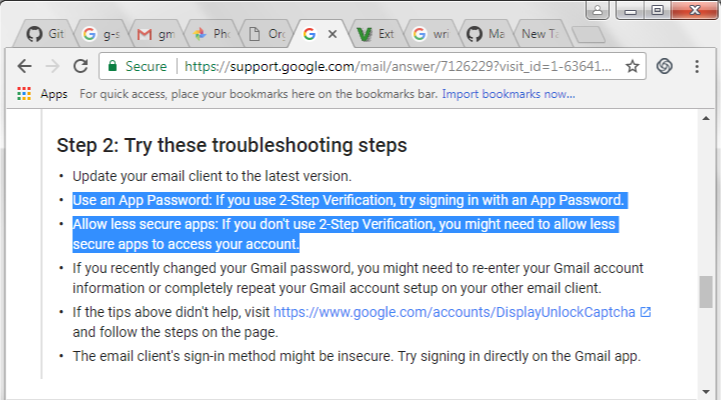 Git
g-s
gm
Pho
Org
Ext
wri
Ma
New Ta
Secure
https://support.google.com/mail/answer/7126229?visit_id=1-63641...
Apps
For quick access, place your bookmarks here on the bookmarks bar. Import bookmarks now...
Step 2: Try these troubleshooting steps
• Update your email client to the latest version.
• Use an App Password: If you use 2-Step Verification, try signing in with an App Password.
• Allow less secure apps: If you don't use 2-Step Verification, you might need to allow less
secure apps to access your account.
• If you recently changed your Gmail password, you might need to re-enter your Gmail account
information or completely repeat your Gmail account setup on your other email client.
• If the tips above didn't help, visit https://www.google.com/accounts/DisplayUnlockCaptcha
and follow the steps on the page.
• The email client's sign-in method might be insecure. Try signing in directly on the Gmail app.